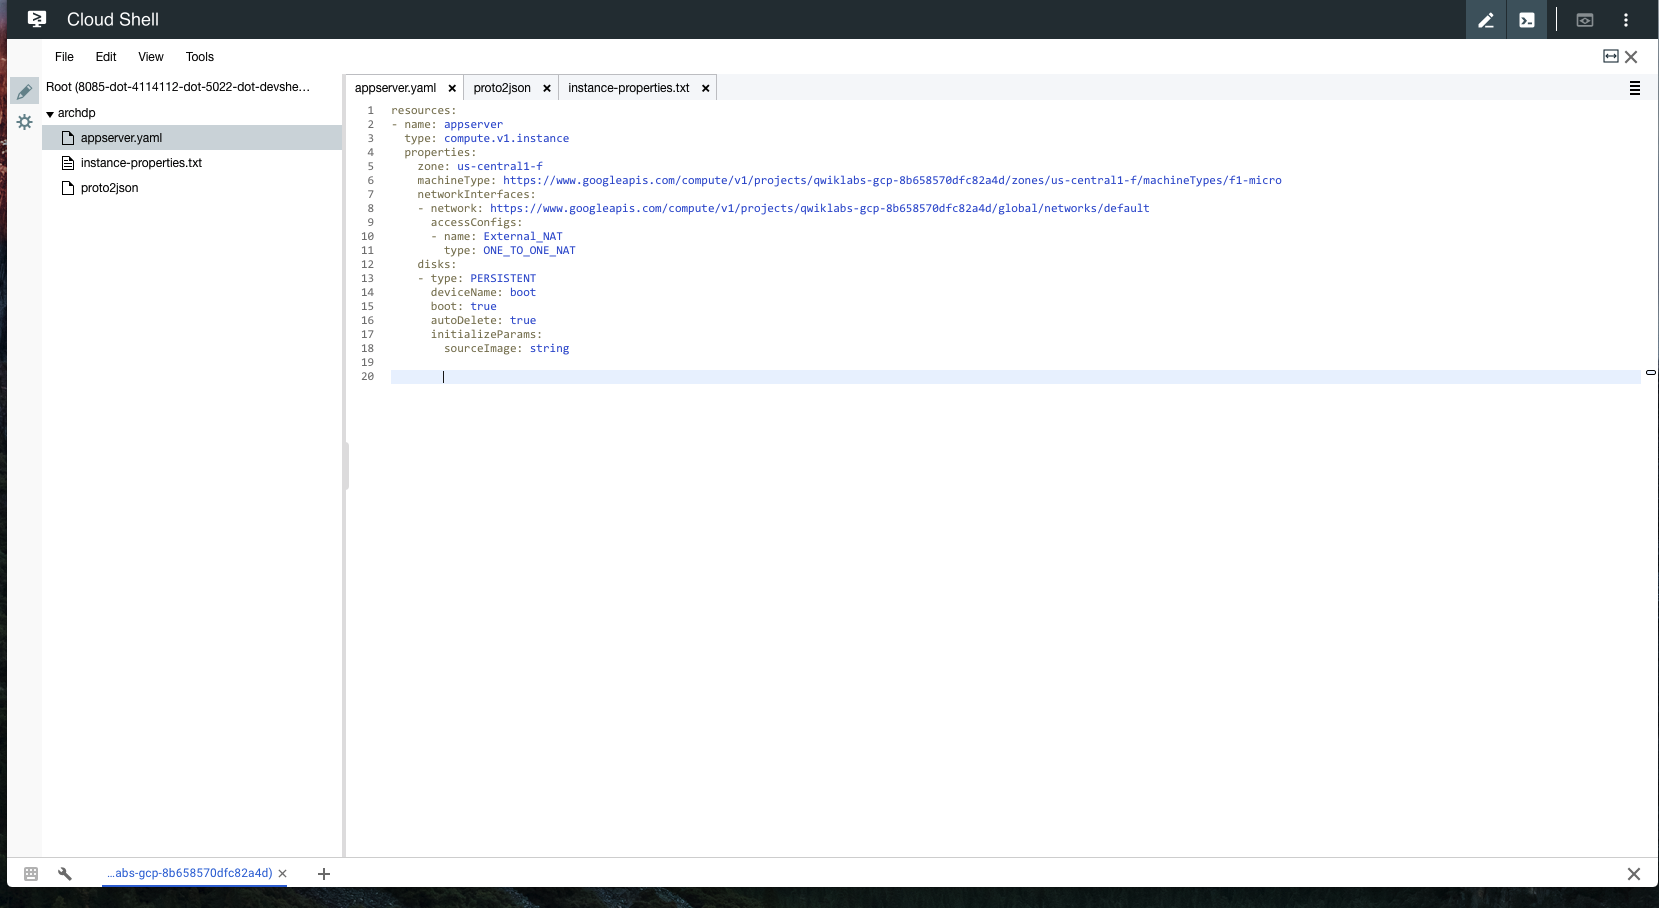 Cloud Shell
File Edit View Tools
Root (8085-dot-4114112-dot-5022-dot-devshe...
archdp
appserver.yaml
instance-properties.txt
proto2json
appserver.yaml × proto2json × instance-properties.txt ×
1 resources:
2 - name: appserver
3   type: compute.v1.instance
4   properties:
5     zone: us-central1-f
6     machineType: https://www.googleapis.com/compute/v1/projects/qwiklabs-gcp-8b658570dfc82a4d/zones/us-central1-f/machineTypes/f1-micro
7     networkInterfaces:
8     - network: https://www.googleapis.com/compute/v1/projects/qwiklabs-gcp-8b658570dfc82a4d/global/networks/default
9       accessConfigs:
10       - name: External_NAT
11         type: ONE_TO_ONE_NAT
12     disks:
13     - type: PERSISTENT
14       deviceName: boot
15       boot: true
16       autoDelete: true
17       initializeParams:
18         sourceImage: string
19
20
...abs-gcp-8b658570dfc82a4d) × +